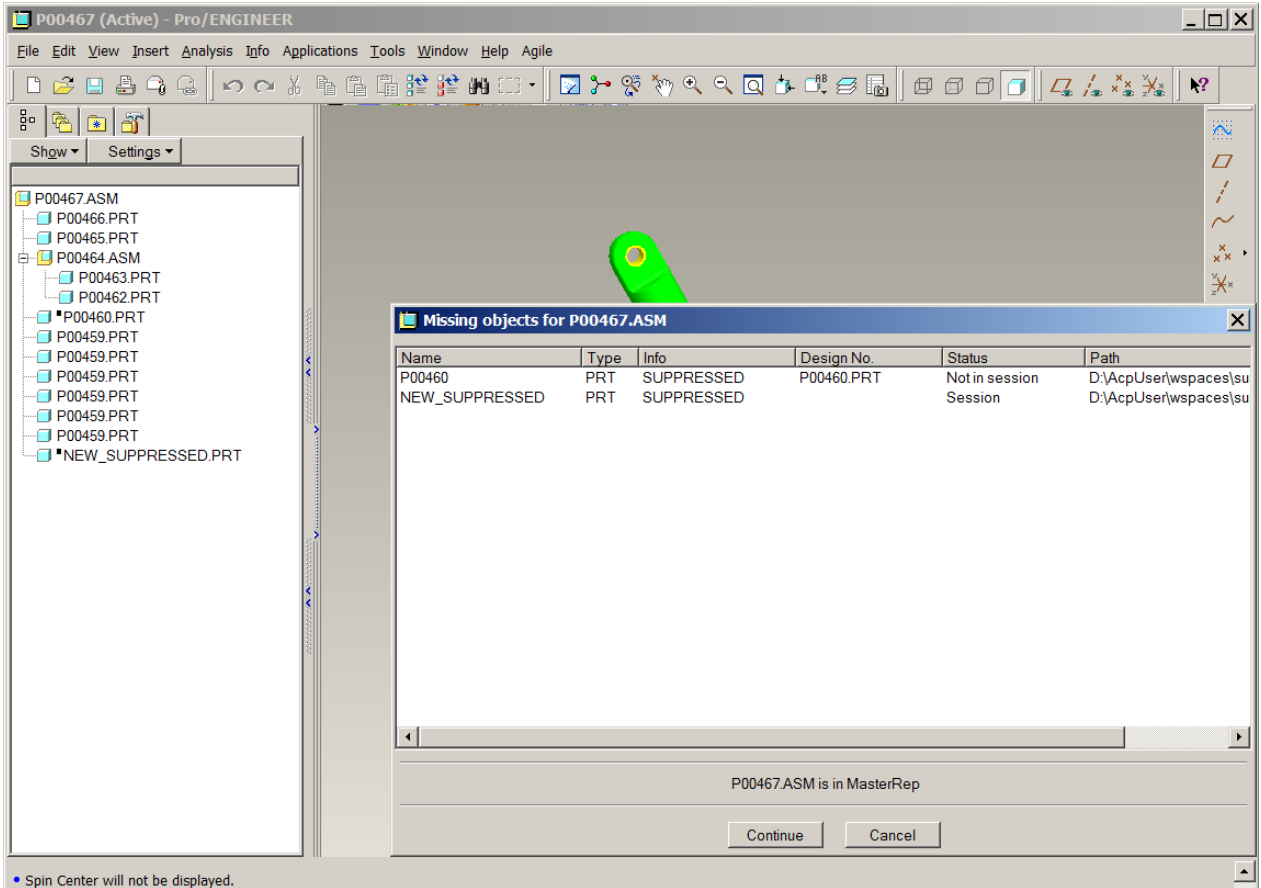 P00467 (Active) - Pro/ENGINEER
File Edit View Insert Analysis Info Applications Tools Window Help Agile
Show Settings
P00467.ASM
P00466.PRT
P00465.PRT
P00464.ASM
P00463.PRT
P00462.PRT
P00460.PRT
P00459.PRT
P00459.PRT
P00459.PRT
P00459.PRT
P00459.PRT
P00459.PRT
NEW_SUPPRESSED.PRT
Missing objects for P00467.ASM
Name Type Info Design No. Status Path
P00460 PRT SUPPRESSED P00460.PRT Not in session D:\AcpUser\wspaces\su
NEW_SUPPRESSED PRT SUPPRESSED Session D:\AcpUser\wspaces\su
P00467.ASM is in MasterRep
Continue Cancel
Spin Center will not be displayed.